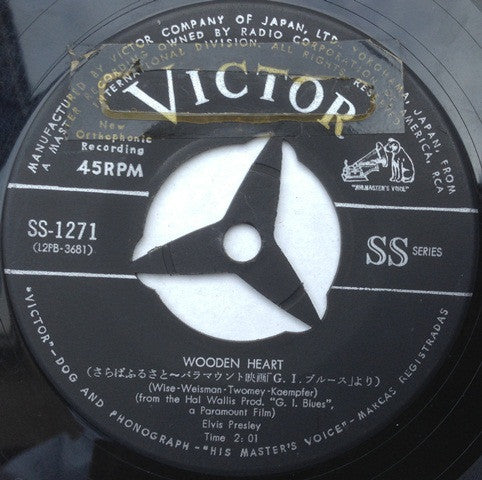 MANUFACTURED BY VICTOR COMPANY OF JAPAN, LTD., YOKOHAMA, JAPAN, FROM
A MASTER RECORDING OWNED BY RADIO CORPORATION OF AMERICA, RCA
INTERNATIONAL DIVISION. ALL RIGHTS RESERVED
VICTOR
New
Orthophonic
Recording
45RPM
"HIS MASTER'S VOICE"
SS-1271
(L2PB-3681)
SS SERIES
WOODEN HEART
(さらばふるさと〜パラマウント映画「G.I.ブルース」より)
(Wise-Weisman-Twomey-Kaempfer)
(from the Hal Wallis Prod. "G. I. Blues",
a Paramount Film)
Elvis Presley
Time 2: 01
"VICTOR"—DOG AND PHONOGRAPH—"HIS MASTER'S VOICE"—MARCAS REGISTRADAS